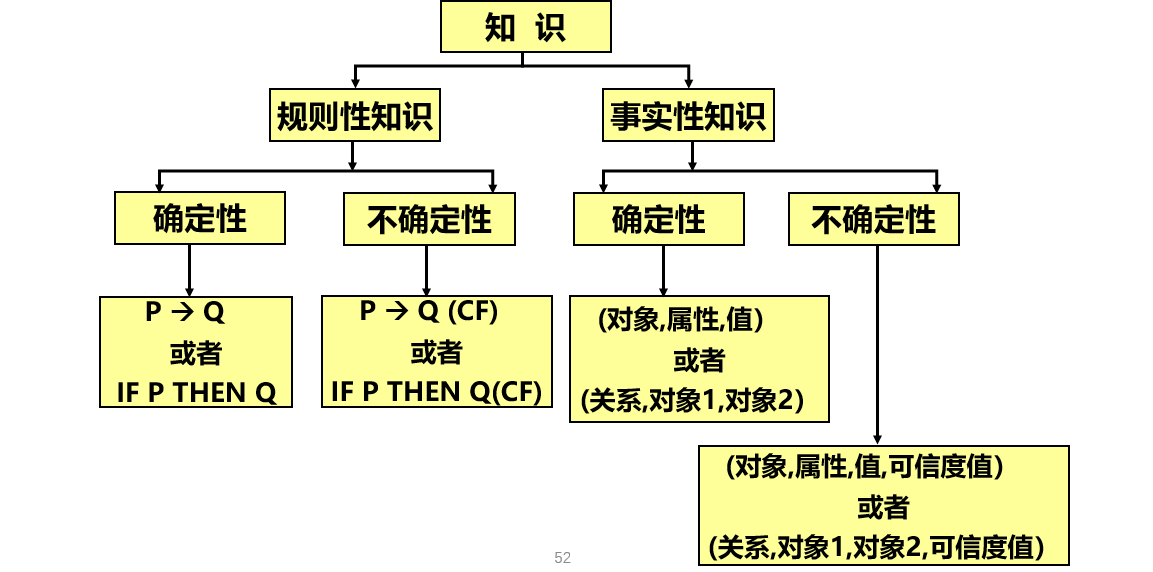 知 识
规则性知识
事实性知识
确定性
不确定性
确定性
不确定性
P → Q
或者
IF P THEN Q
P → Q (CF)
或者
IF P THEN Q(CF)
(对象,属性,值）
或者
(关系,对象1,对象2）
(对象,属性,值,可信度值）
或者
(关系,对象1,对象2,可信度值）
52